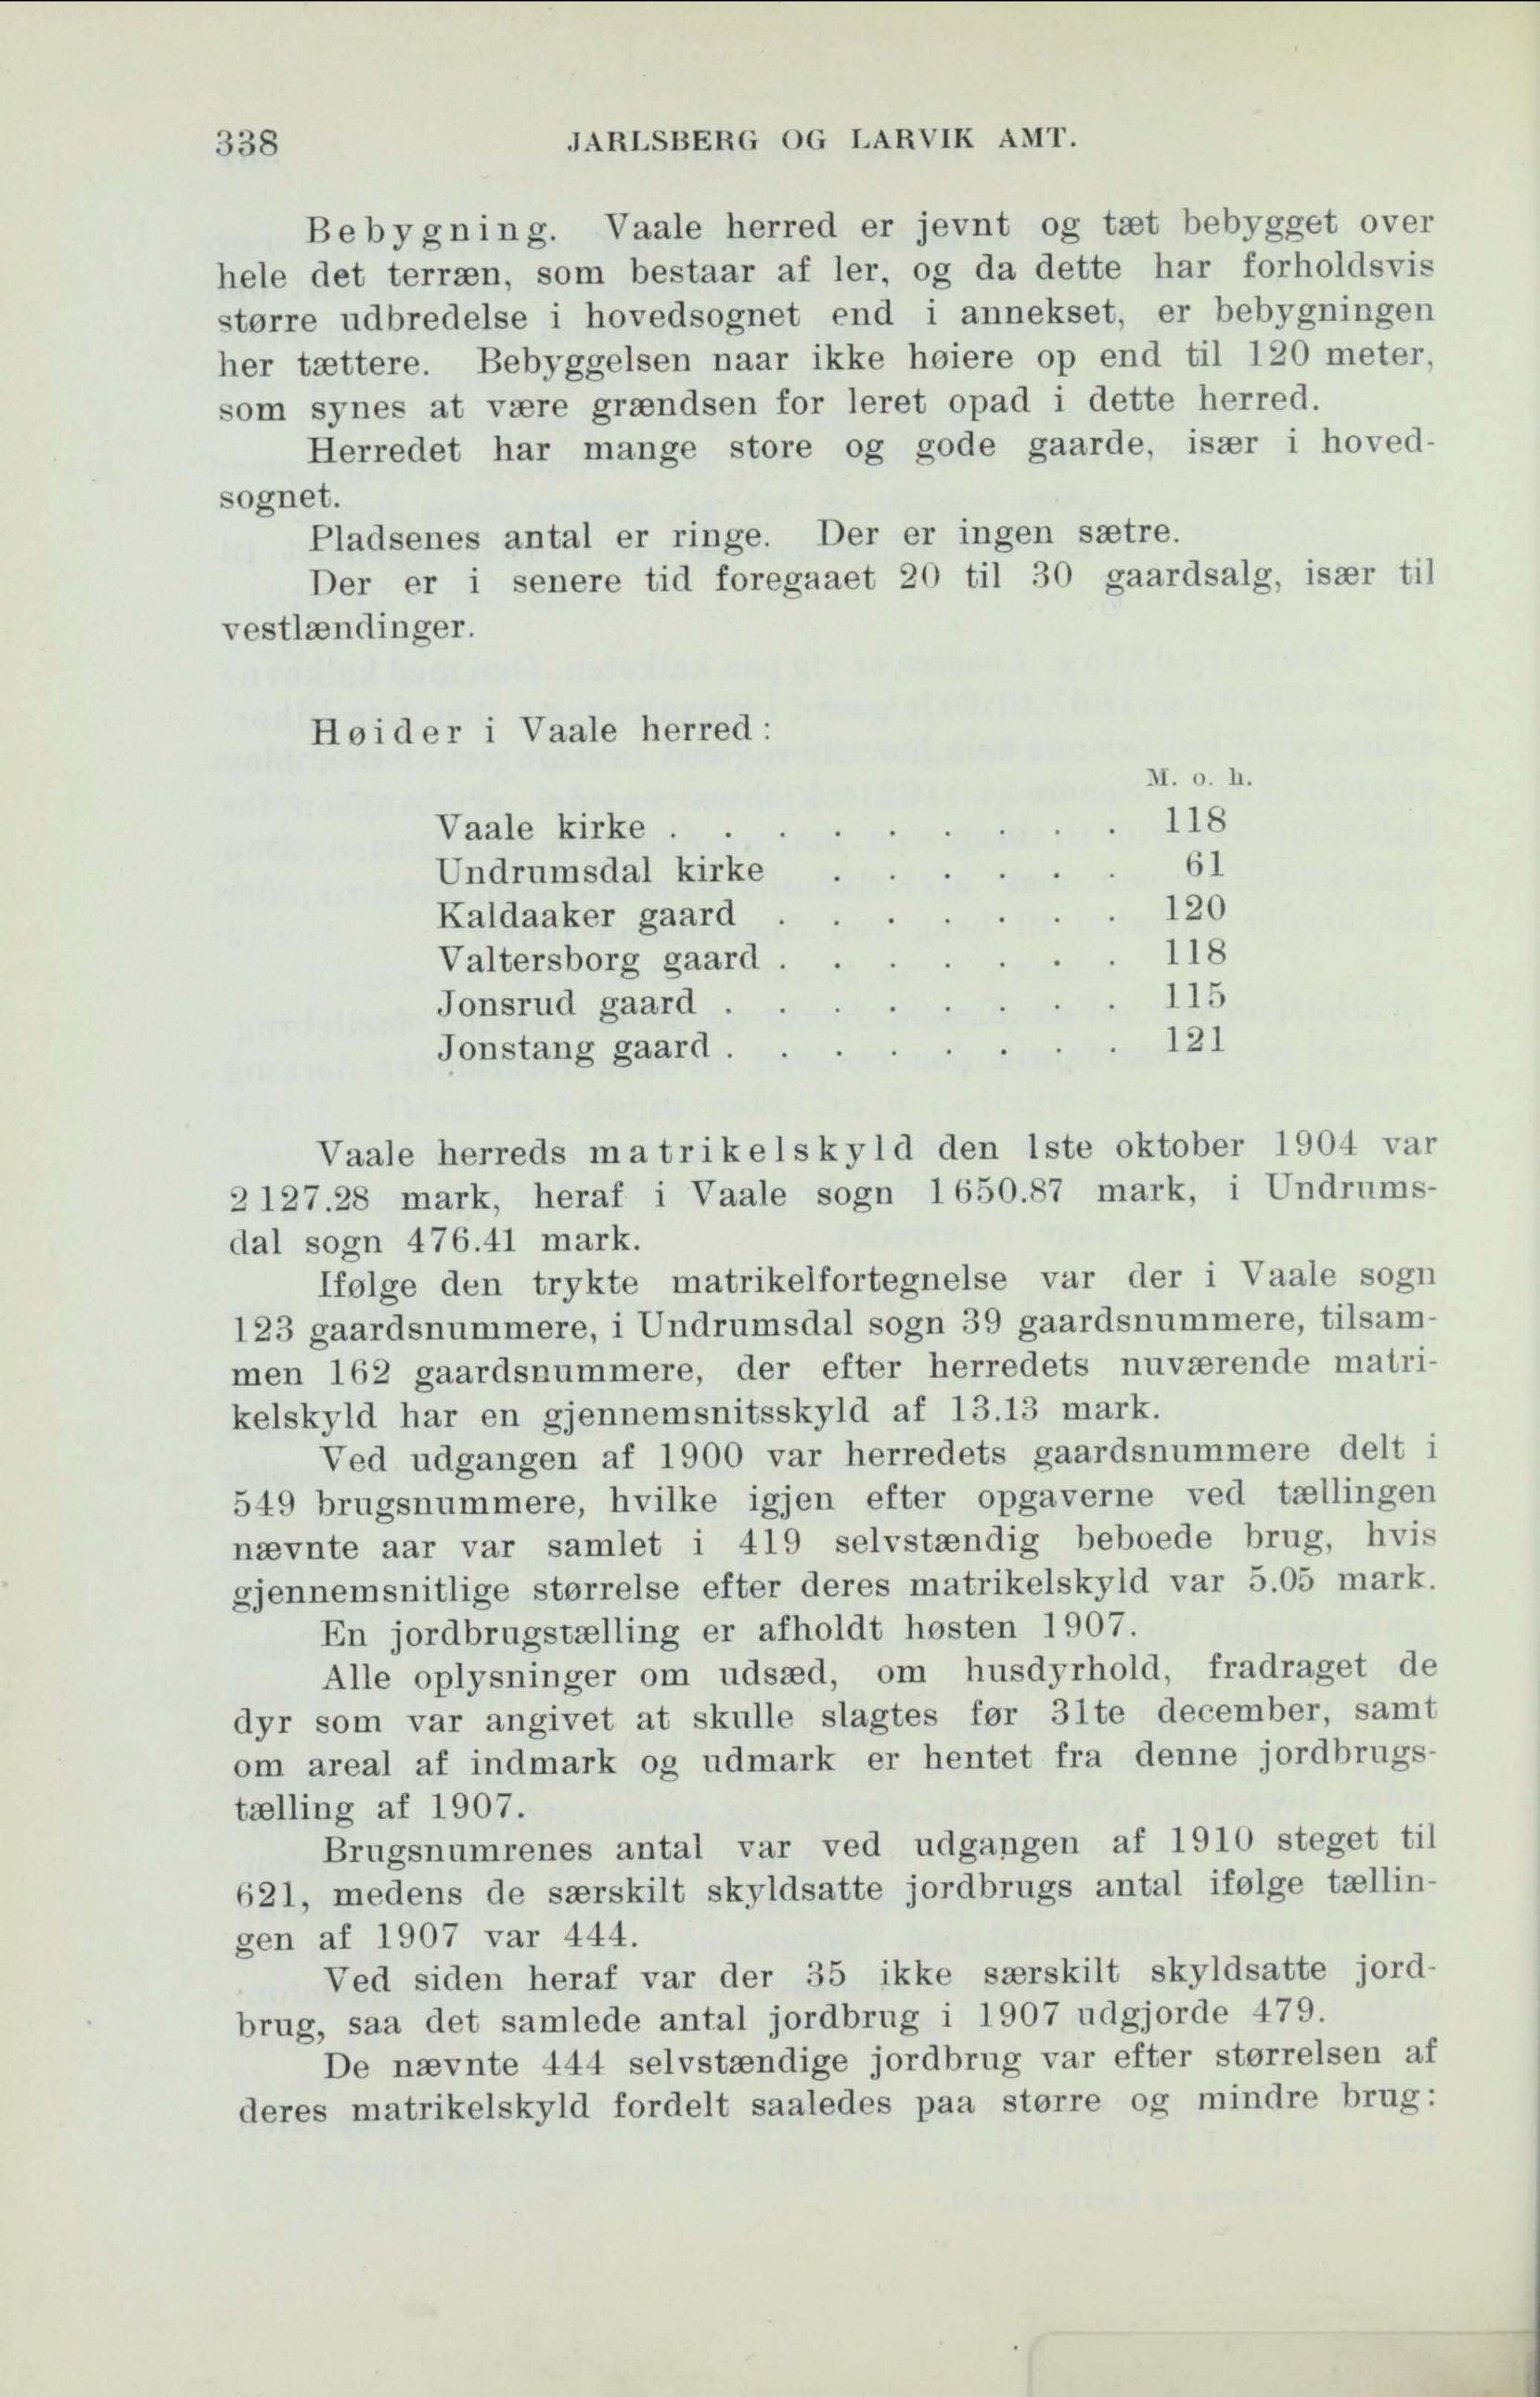 338 JARLSBERG OG LARVIK AMT.
Bebygning. Vaale herred er jevnt og tæt bebygget over
hele det terræn, som bestaar af ler, og da dette har forholdsvis
større udbredelse i hovedsognet end i annekset, er bebygningen
her tættere. Bebyggelsen naar ikke høiere op end til 120 meter,
som synes at være grændsen for leret opad i dette herred.
Herredet har mange store og gode gaarde, især i hoved-
sognet.
Pladsenes antal er ringe. Der er ingen sætre.
Der er i senere tid foregaaet 20 til 30 gaardsalg, især til
vestlændinger.
Høider i Vaale herred:
M. o. h.
Vaale kirke . . . . . . . . . 118
Undrumsdal kirke . . . . . . 61
Kaldaaker gaard . . . . . . . 120
Valtersborg gaard . . . . . . . 118
Jonsrud gaard . . . . . . . . 115
Jonstang gaard . . . . . . . . 121
Vaale herreds matrikelskyld den 1ste oktober 1904 var
2 127.28 mark, heraf i Vaale sogn 1 650.87 mark, i Undrums-
dal sogn 476.41 mark.
Ifølge den trykte matrikelfortegnelse var der i Vaale sogn
123 gaardsnummere, i Undrumsdal sogn 39 gaardsnummere, tilsam-
men 162 gaardsnummere, der efter herredets nuværende matri-
kelskyld har en gjennemsnitsskyld af 13.13 mark.
Ved udgangen af 1900 var herredets gaardsnummere delt i
549 brugsnummere, hvilke igjen efter opgaverne ved tællingen
nævnte aar var samlet i 419 selvstændig beboede brug, hvis
gjennemsnitlige størrelse efter deres matrikelskyld var 5.05 mark.
En jordbrugstælling er afholdt høsten 1907.
Alle oplysninger om udsæd, om husdyrhold, fradraget de
dyr som var angivet at skulle slagtes før 31te december, samt
om areal af indmark og udmark er hentet fra denne jordbrugs-
tælling af 1907.
Brugsnumrenes antal var ved udgangen af 1910 steget til
621, medens de særskilt skyldsatte jordbrugs antal ifølge tællin-
gen af 1907 var 444.
Ved siden heraf var der 35 ikke særskilt skyldsatte jord-
brug, saa det samlede antal jordbrug i 1907 udgjorde 479.
De nævnte 444 selvstændige jordbrug var efter størrelsen af
deres matrikelskyld fordelt saaledes paa større og mindre brug: